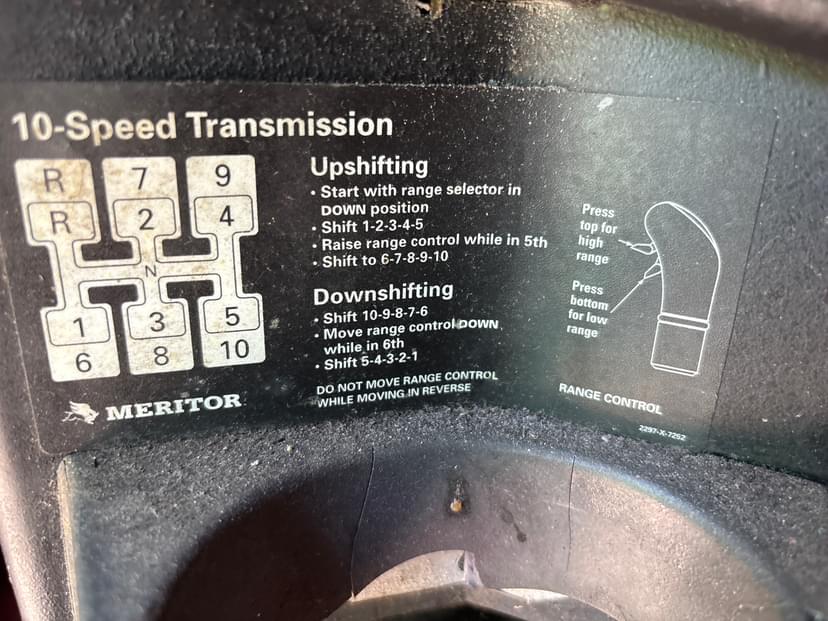 10-Speed Transmission
R 7 9
R 2 4
N
1 3 5
6 8 10
MERITOR
Upshifting
• Start with range selector in
DOWN position
• Shift 1-2-3-4-5
• Raise range control while in 5th
• Shift to 6-7-8-9-10
Downshifting
• Shift 10-9-8-7-6
• Move range control DOWN
while in 6th
• Shift 5-4-3-2-1
DO NOT MOVE RANGE CONTROL
WHILE MOVING IN REVERSE
Press
top for
high
range
Press
bottom
for low
range
RANGE CONTROL
2297-X-7252